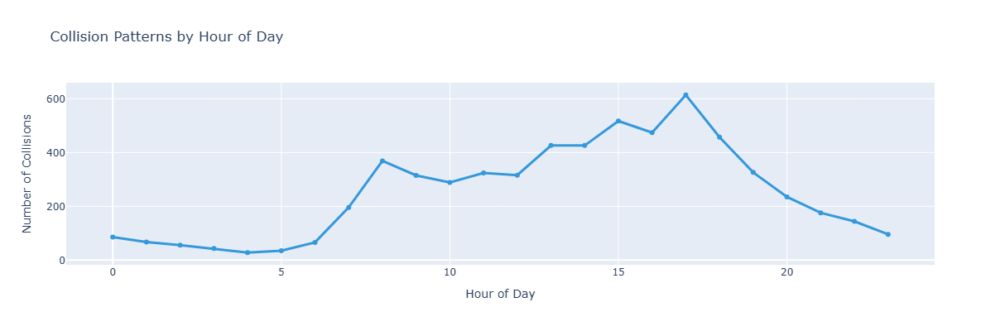 Collision Patterns by Hour of Day
Number of Collisions
600
400
200
0
0 5 10 15 20
Hour of Day